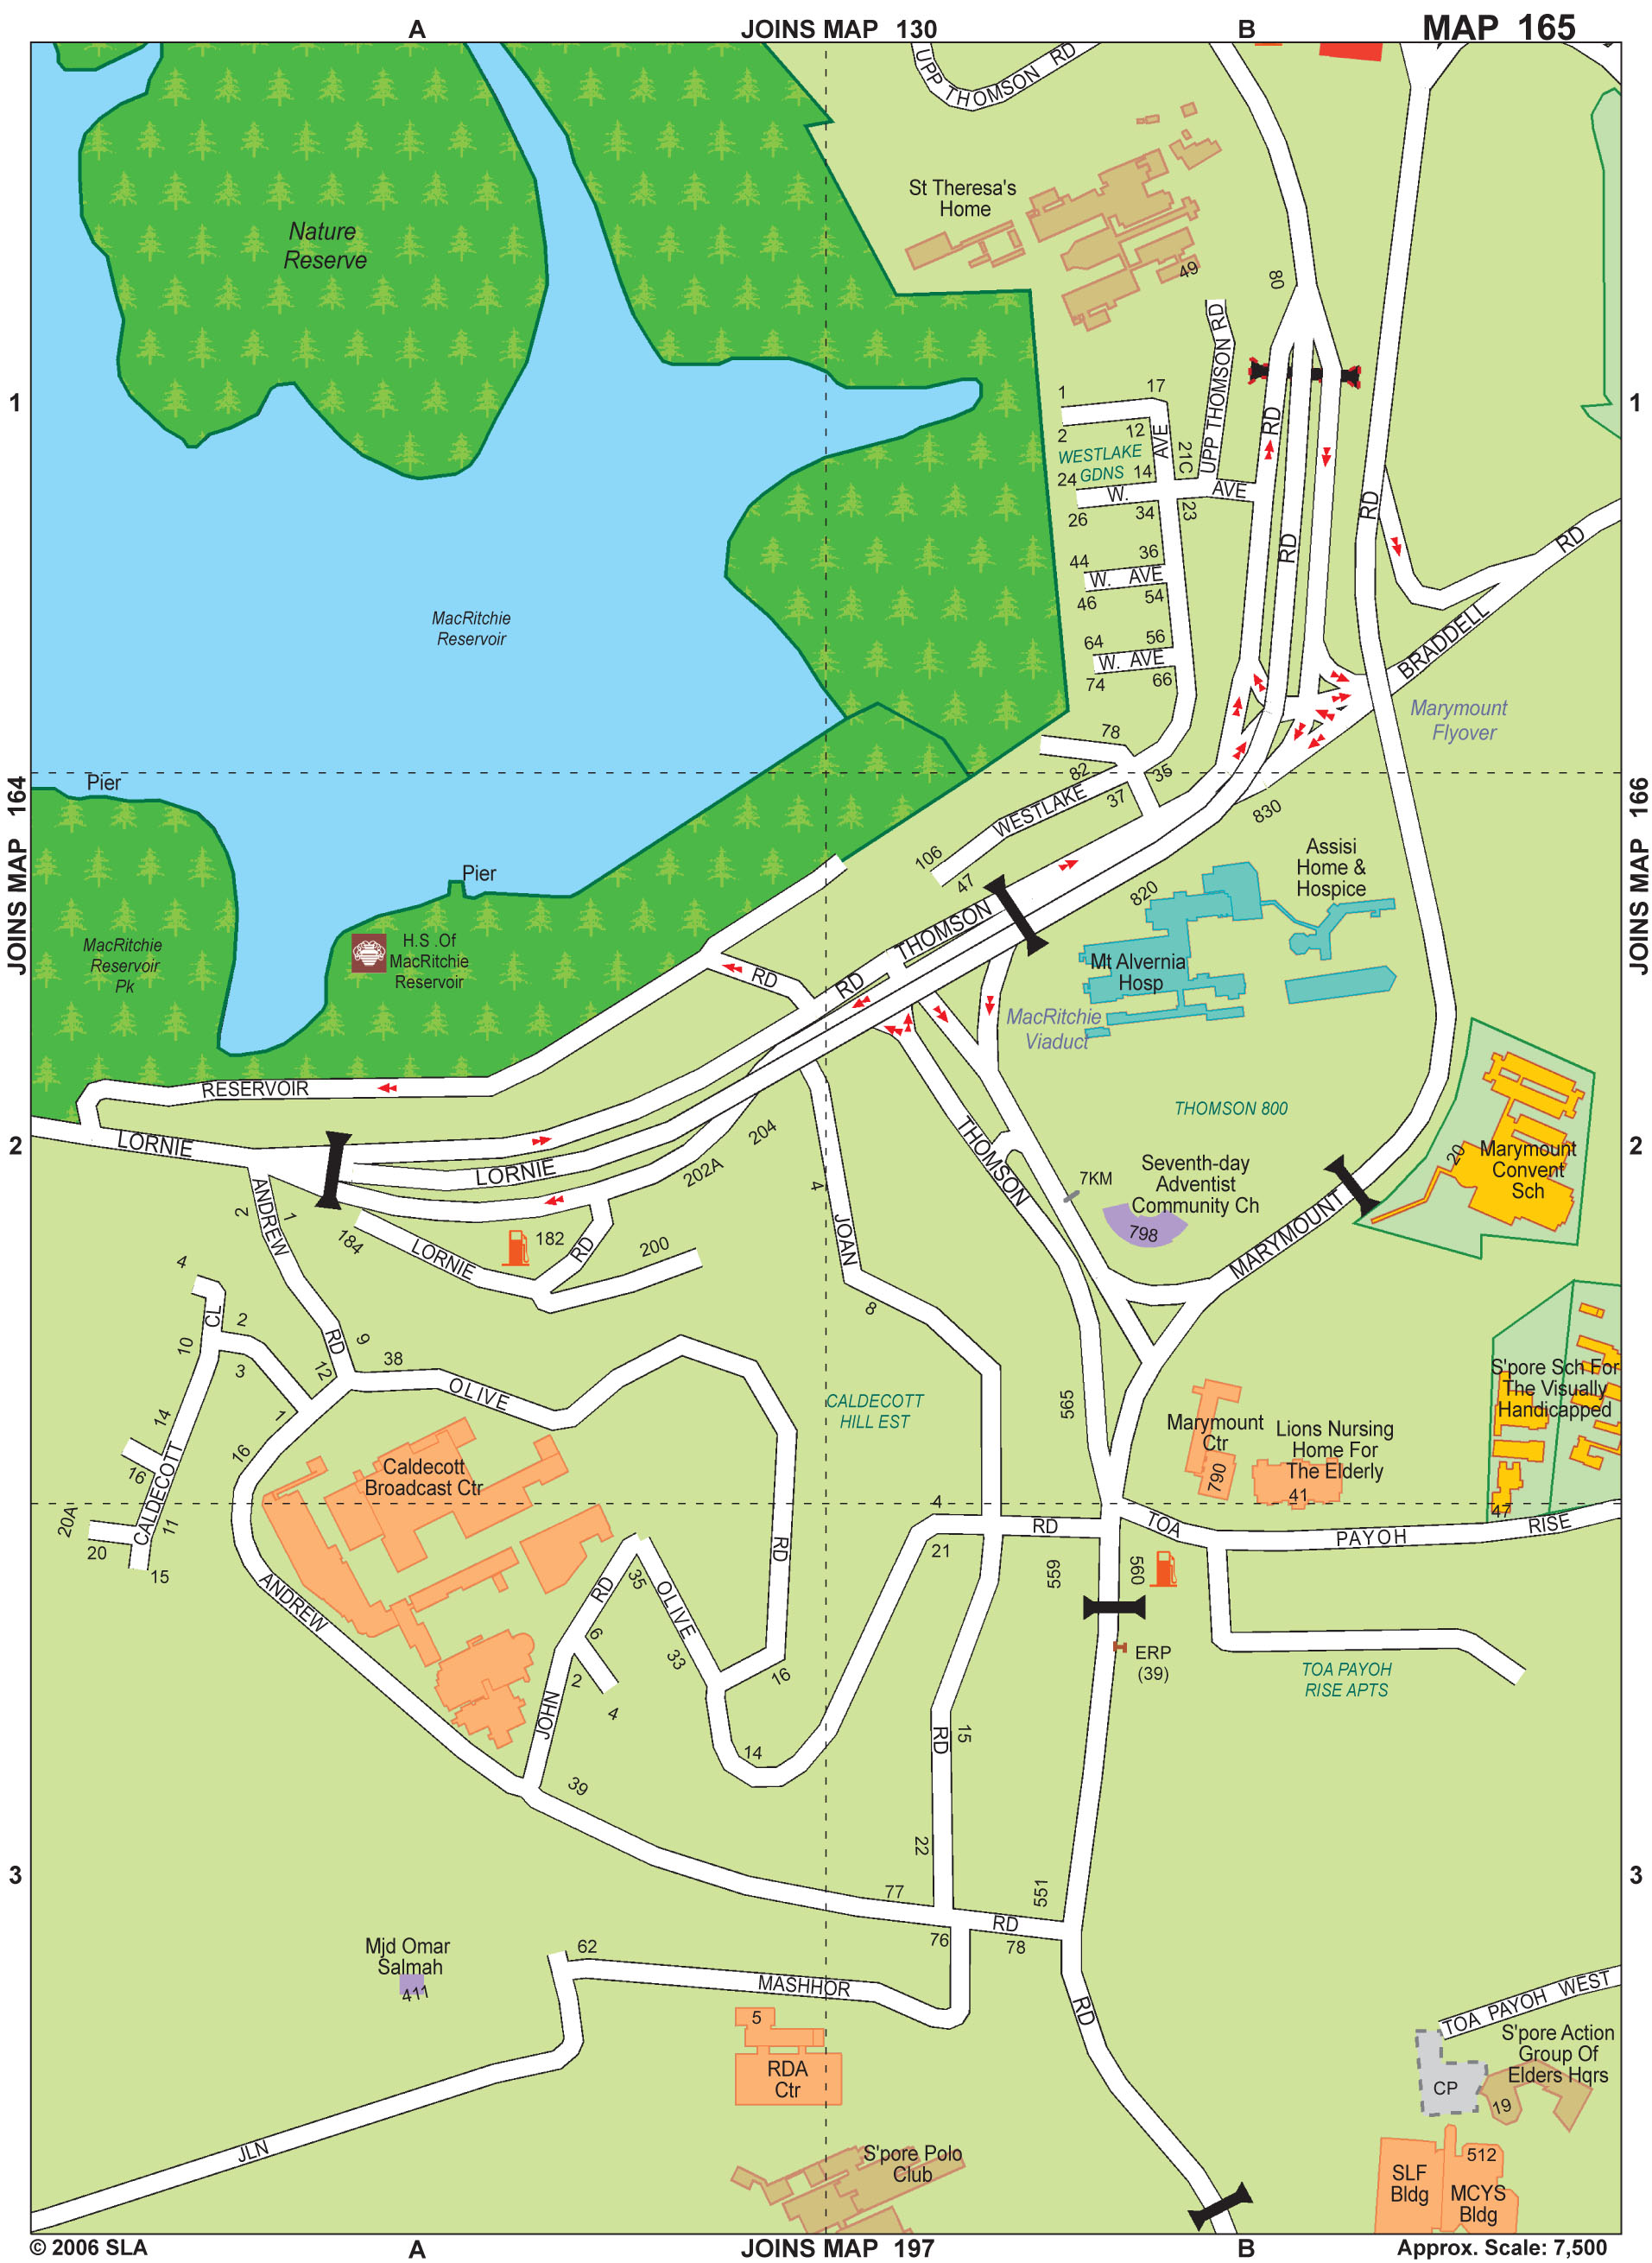 A
JOINS MAP 130
B
MAP 165
UPP THOMSON RD
St Theresa's
Home
49
80
Nature
Reserve
UPP THOMSON RD
1
1
1
17
2
12
AVE
21C
RD
WESTLAKE
GDNS
24
14
W.
AVE
26
34
23
RD
RD
RD
44
36
W. AVE
46
54
64
56
W. AVE
74
66
BRADDELL
MacRitchie
Reservoir
Marymount
Flyover
78
82
35
Pier
WESTLAKE
37
830
JOINS MAP 164
JOINS MAP 166
106
47
Pier
820
Assisi
Home &
Hospice
MacRitchie
Reservoir
Pk
H.S .Of
MacRitchie
Reservoir
THOMSON
RD
RD
Mt Alvernia
Hosp
MacRitchie
Viaduct
RESERVOIR
THOMSON 800
2
LORNIE
LORNIE
204
202A
4
THOMSON
7KM
Seventh-day
Adventist
Community Ch
798
20
Marymount
Convent
Sch
2
ANDREW
2
1
184
LORNIE
182
RD
200
JOAN
MARYMOUNT
4
CL
2
10
3
RD
9
12
38
OLIVE
8
CALDECOTT
HILL EST
565
S'pore Sch For
The Visually
Handicapped
1
14
16
16
CALDECOTT
Caldecott
Broadcast Ctr
Marymount
Ctr
790
Lions Nursing
Home For
The Elderly
41
47
20A
20
11
15
RD
4
RD
21
TOA
PAYOH
RISE
559
560
ANDREW
RD
35
OLIVE
6
33
2
4
16
ERP
(39)
TOA PAYOH
RISE APTS
JOHN
14
RD
15
39
22
3
3
77
551
RD
76
78
Mjd Omar
Salmah
411
62
MASHHOR
RD
TOA PAYOH WEST
5
RDA
Ctr
S'pore Action
Group Of
Elders Hqrs
CP
19
JLN
S'pore Polo
Club
SLF
Bldg
512
MCYS
Bldg
© 2006 SLA
A
JOINS MAP 197
B
Approx. Scale: 7,500